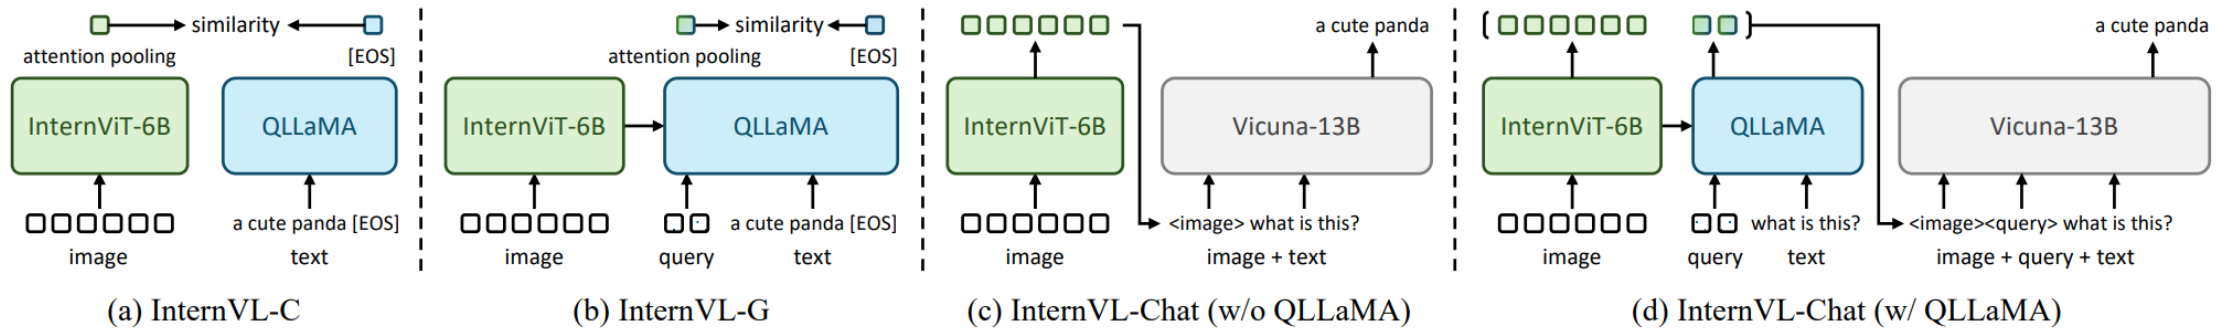 similarity
attention pooling [EOS]
InternViT-6B QLLaMA
a cute panda [EOS]
image text
(a) InternVL-C
similarity
attention pooling [EOS]
InternViT-6B QLLaMA
a cute panda [EOS]
image query text
(b) InternVL-G
a cute panda
InternViT-6B Vicuna-13B
<image> what is this?
image image + text
(c) InternVL-Chat (w/o QLLaMA)
a cute panda
InternViT-6B QLLaMA Vicuna-13B
what is this? <image><query> what is this?
image query text image + query + text
(d) InternVL-Chat (w/ QLLaMA)